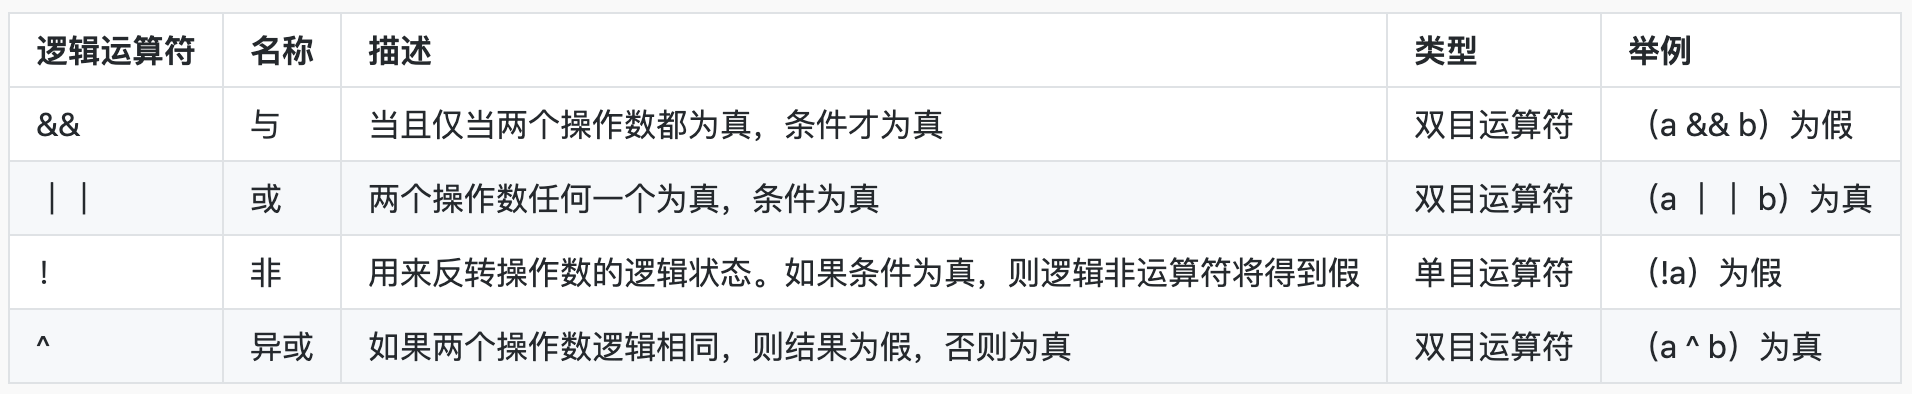 逻辑运算符 名称 描述 类型 举例
&& 与 当且仅当两个操作数都为真，条件才为真 双目运算符 （a && b）为假
｜｜ 或 两个操作数任何一个为真，条件为真 双目运算符 （a ｜｜ b）为真
! 非 用来反转操作数的逻辑状态。如果条件为真，则逻辑非运算符将得到假 单目运算符 （!a）为假
^ 异或 如果两个操作数逻辑相同，则结果为假，否则为真 双目运算符 （a ^ b）为真